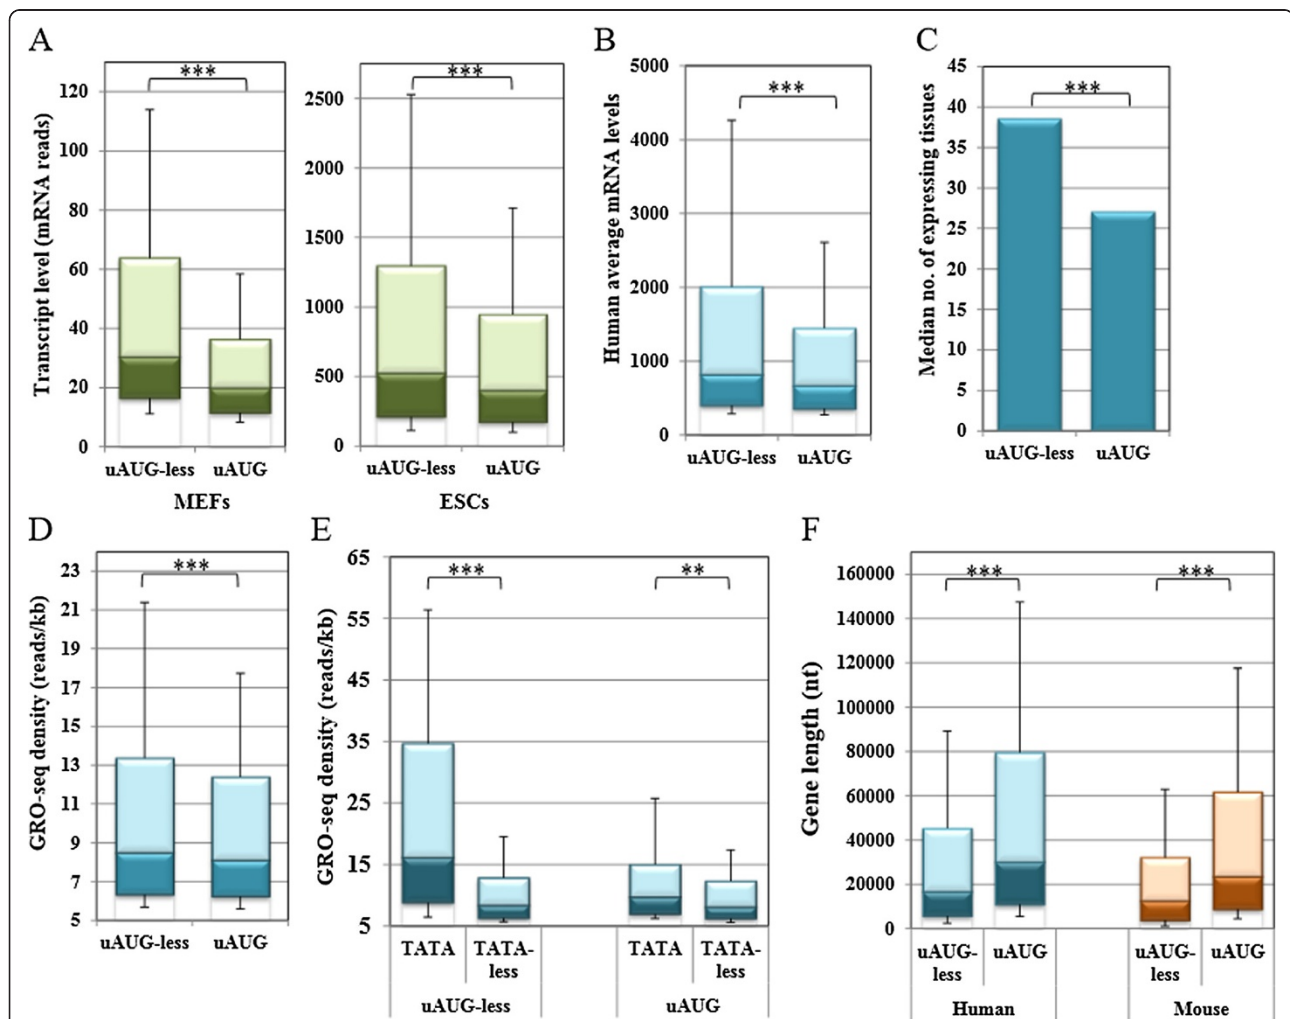 A
Transcript level (mRNA reads)
120
100
80
60
40
20
0
***
uAUG-less
uAUG
MEFs
2500
2000
1500
1000
500
0
***
uAUG-less
uAUG
ESCs
B
Human average mRNA levels
5000
4000
3000
2000
1000
0
***
uAUG-less
uAUG
C
Median no. of expressing tissues
45
40
35
30
25
20
15
10
5
0
***
uAUG-less
uAUG
D
GRO-seq density (reads/kb)
23
21
19
17
15
13
11
9
7
5
***
uAUG-less
uAUG
E
GRO-seq density (reads/kb)
65
55
45
35
25
15
5
***
**
TATA
TATA-
less
TATA
TATA-
less
uAUG-less
uAUG
F
Gene length (nt)
160000
140000
120000
100000
80000
60000
40000
20000
0
***
***
uAUG-
less
uAUG
uAUG-
less
uAUG
Human
Mouse